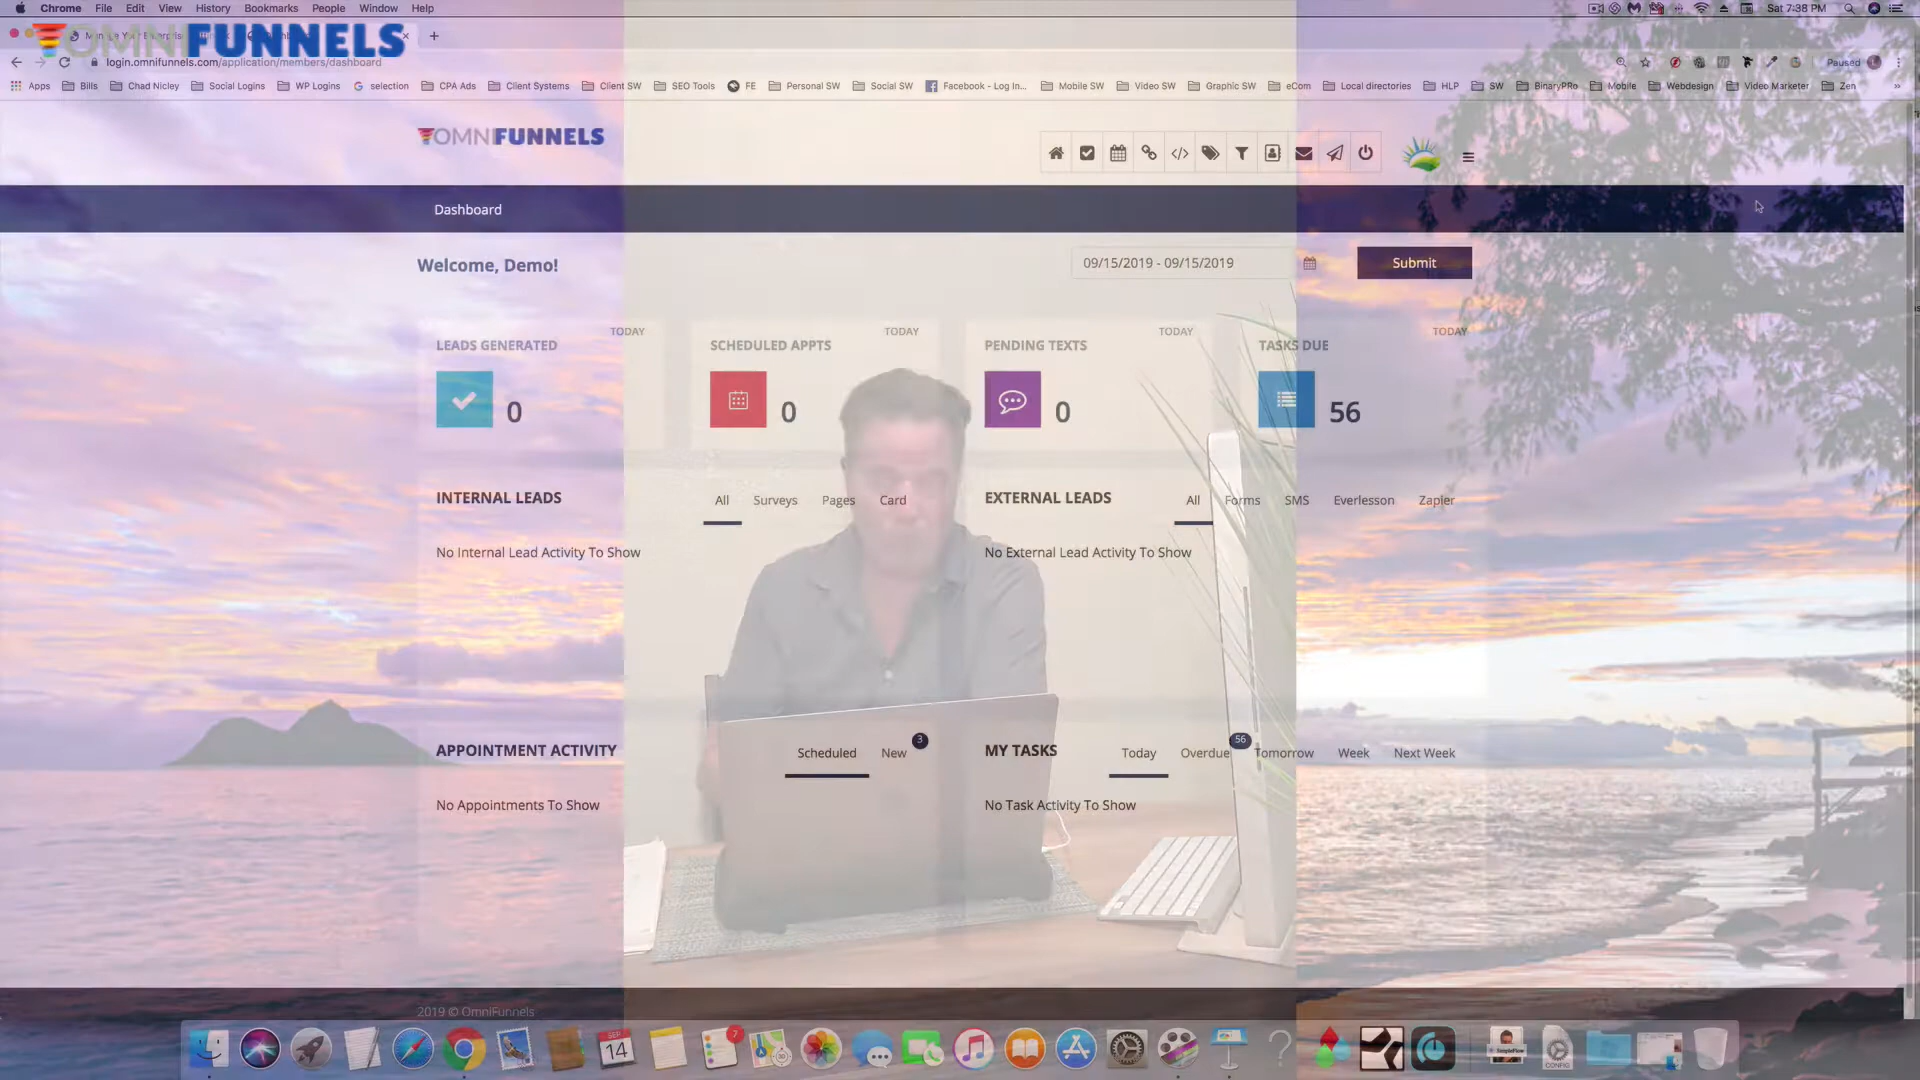 Chrome File Edit View History Bookmarks People Window Help Sat 7:38 PM
OMNIFUNNELS
login.omnifunnels.com/application/members/dashboard Paused
Apps Bills Chad Nicley Social Logins WP Logins selection CPA Ads Client Systems Client SW SEO Tools FE Personal SW Social SW Facebook - Log In... Mobile SW Video SW Graphic SW eCom Local directories HLP SW BinaryPRo Mobile Webdesign Video Marketer Zen »
OMNIFUNNELS
Dashboard
Welcome, Demo! 09/15/2019 - 09/15/2019 Submit
TODAY TODAY TODAY TODAY
LEADS GENERATED SCHEDULED APPTS PENDING TEXTS TASKS DUE
0 0 0 56
INTERNAL LEADS All Surveys Pages Card EXTERNAL LEADS All Forms SMS Everlesson Zapier
No Internal Lead Activity To Show No External Lead Activity To Show
APPOINTMENT ACTIVITY Scheduled New 3 MY TASKS Today Overdue 56 Tomorrow Week Next Week
No Appointments To Show No Task Activity To Show
2019 © OmniFunnels
SEP
14
7
CONFIG